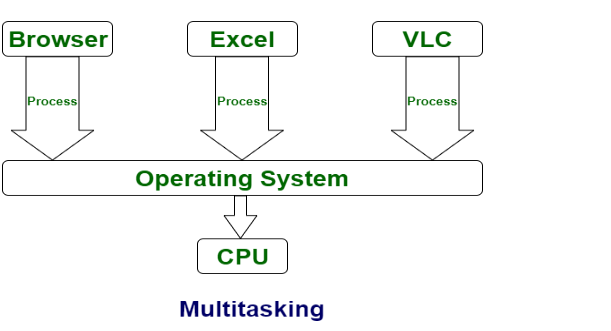 Browser Excel VLC
Process Process Process
Operating System
CPU
Multitasking